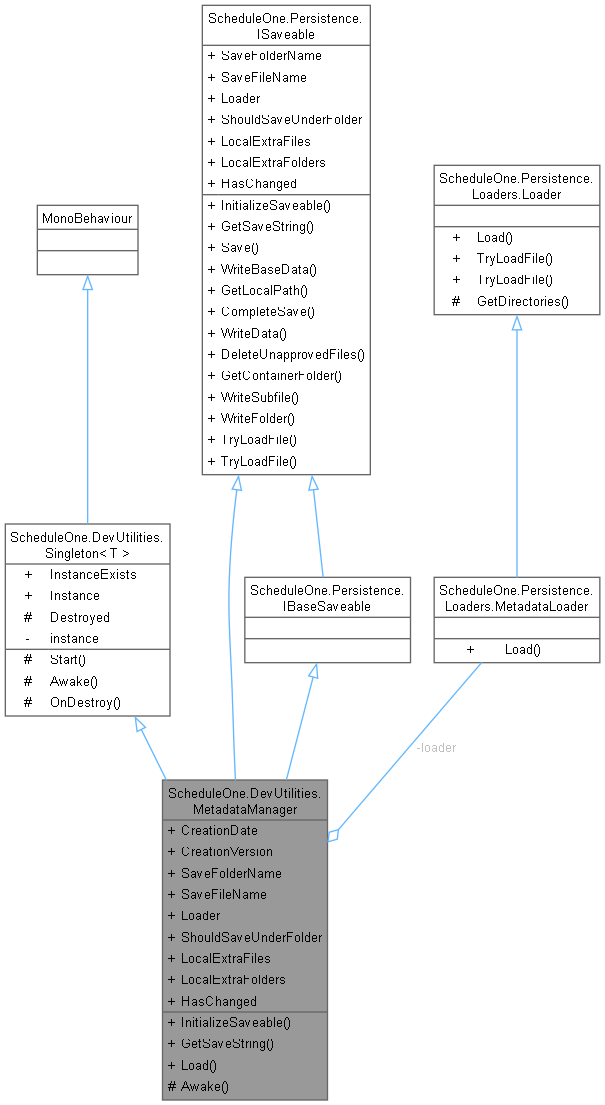 ScheduleOne.Persistence.
ISaveable
+ SaveFolderName
+ SaveFileName
+ Loader
+ ShouldSaveUnderFolder
+ LocalExtraFiles
+ LocalExtraFolders
+ HasChanged
+ InitializeSaveable()
+ GetSaveString()
+ Save()
+ WriteBaseData()
+ GetLocalPath()
+ CompleteSave()
+ WriteData()
+ DeleteUnapprovedFiles()
+ GetContainerFolder()
+ WriteSubfile()
+ WriteFolder()
+ TryLoadFile()
+ TryLoadFile()
ScheduleOne.Persistence.
Loaders.Loader
+ Load()
+ TryLoadFile()
+ TryLoadFile()
# GetDirectories()
MonoBehaviour
ScheduleOne.DevUtilities.
Singleton< T >
+ InstanceExists
+ Instance
# Destroyed
- instance
# Start()
# Awake()
# OnDestroy()
ScheduleOne.Persistence.
IBaseSaveable
ScheduleOne.Persistence.
Loaders.MetadataLoader
+ Load()
-loader
ScheduleOne.DevUtilities.
MetadataManager
+ CreationDate
+ CreationVersion
+ SaveFolderName
+ SaveFileName
+ Loader
+ ShouldSaveUnderFolder
+ LocalExtraFiles
+ LocalExtraFolders
+ HasChanged
+ InitializeSaveable()
+ GetSaveString()
+ Load()
# Awake()